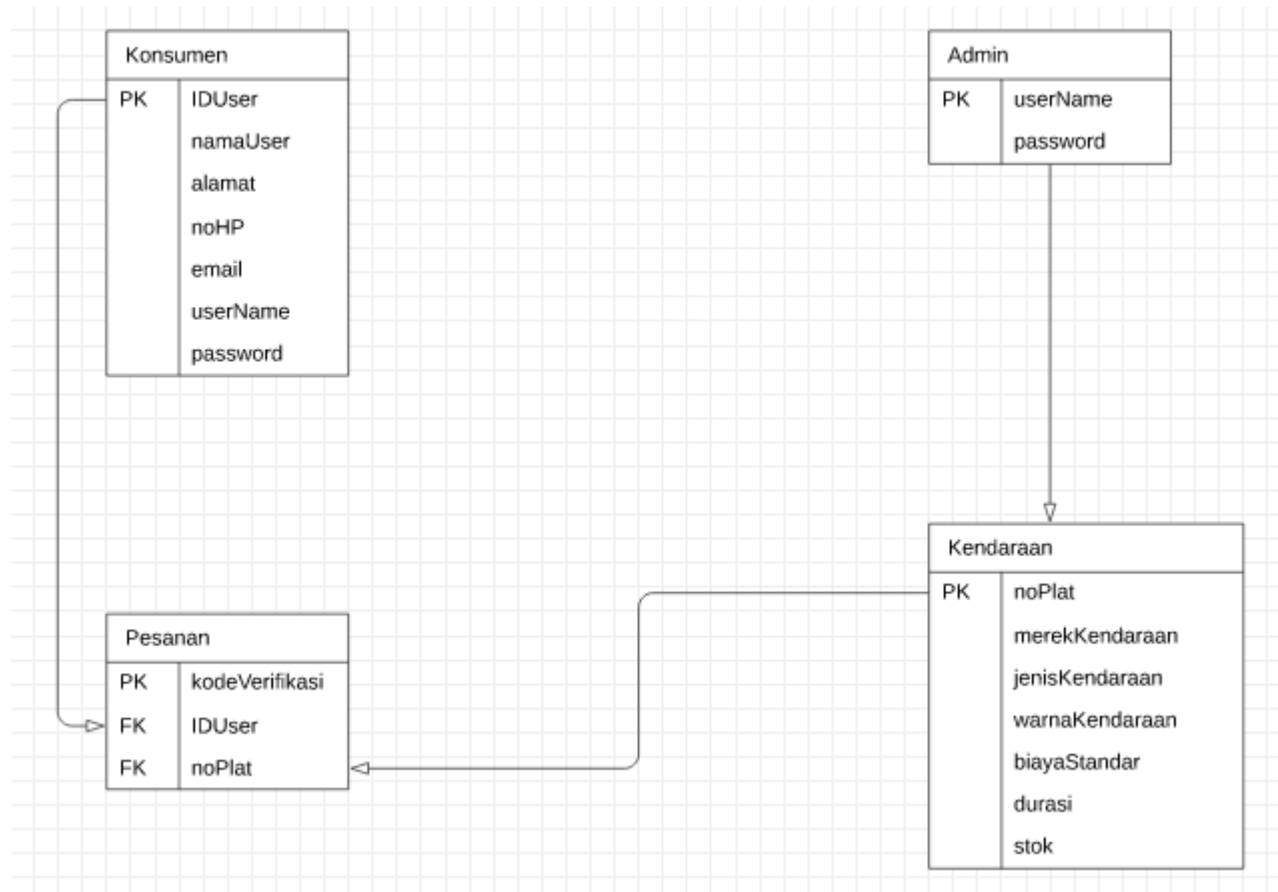 Konsumen
PK IDUser
namaUser
alamat
noHP
email
userName
password
Admin
PK userName
password
Pesanan
PK kodeVerifikasi
FK IDUser
FK noPlat
Kendaraan
PK noPlat
merekKendaraan
jenisKendaraan
warnaKendaraan
biayaStandar
durasi
stok